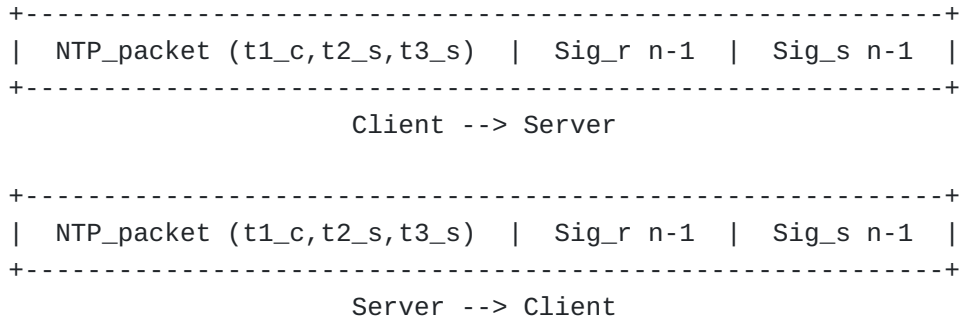 +------------------------------------------------------+
|  NTP_packet (t1_c,t2_s,t3_s)  |  Sig_r n-1  |  Sig_s n-1  |
+------------------------------------------------------+
Client --> Server
+------------------------------------------------------+
|  NTP_packet (t1_c,t2_s,t3_s)  |  Sig_r n-1  |  Sig_s n-1  |
+------------------------------------------------------+
Server --> Client